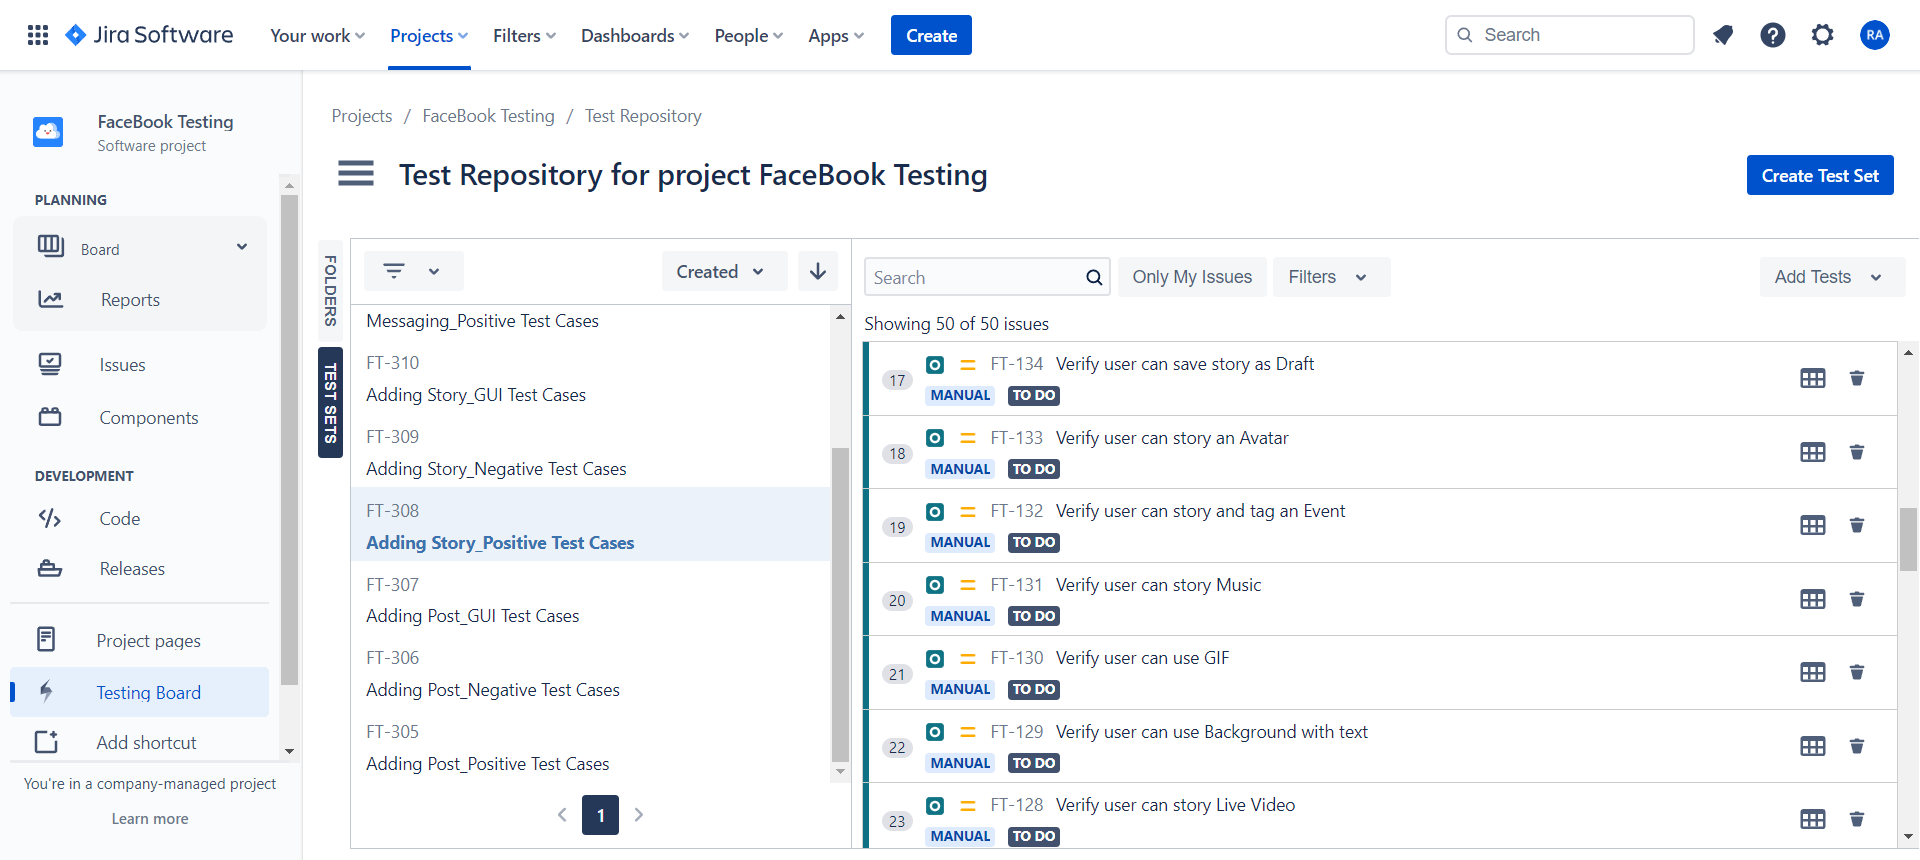 Jira Software
Your work
Projects
Filters
Dashboards
People
Apps
Create
Search
RA
FaceBook Testing
Software project
PLANNING
Board
Reports
Issues
Components
DEVELOPMENT
Code
Releases
Project pages
Testing Board
Add shortcut
You're in a company-managed project
Learn more
Projects / FaceBook Testing / Test Repository
Test Repository for project FaceBook Testing
Create Test Set
FOLDERS
TEST SETS
Created
Messaging_Positive Test Cases
FT-310
Adding Story_GUI Test Cases
FT-309
Adding Story_Negative Test Cases
FT-308
Adding Story_Positive Test Cases
FT-307
Adding Post_GUI Test Cases
FT-306
Adding Post_Negative Test Cases
FT-305
Adding Post_Positive Test Cases
1
Search
Only My Issues
Filters
Add Tests
Showing 50 of 50 issues
17 FT-134 Verify user can save story as Draft
MANUAL TO DO
18 FT-133 Verify user can story an Avatar
MANUAL TO DO
19 FT-132 Verify user can story and tag an Event
MANUAL TO DO
20 FT-131 Verify user can story Music
MANUAL TO DO
21 FT-130 Verify user can use GIF
MANUAL TO DO
22 FT-129 Verify user can use Background with text
MANUAL TO DO
23 FT-128 Verify user can story Live Video
MANUAL TO DO